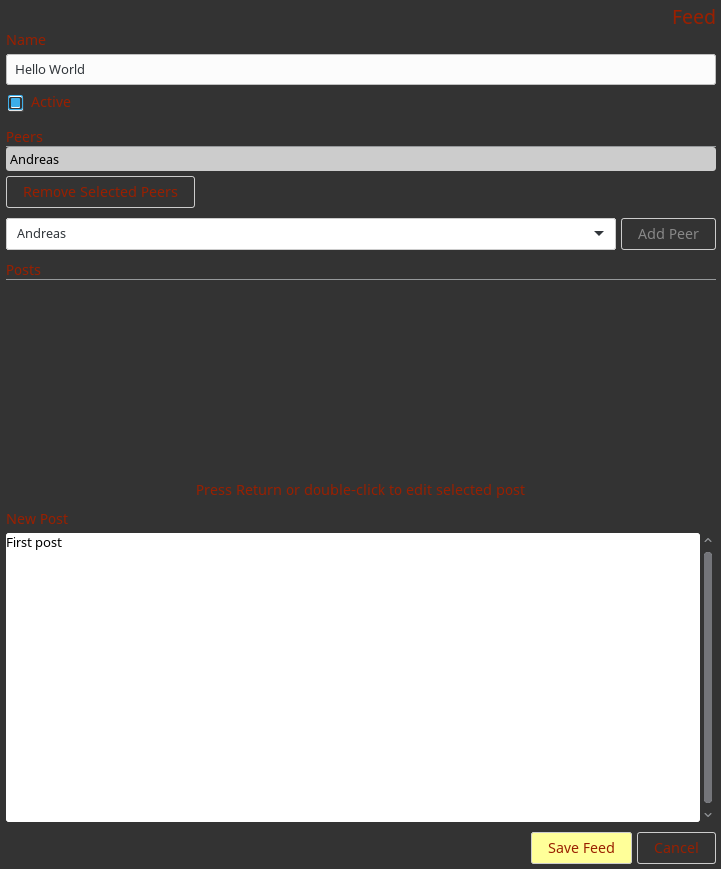 Feed
Name
Hello World
Active
Peers
Andreas
Remove Selected Peers
Andreas
Add Peer
Posts
Press Return or double-click to edit selected post
New Post
First post
Save Feed
Cancel